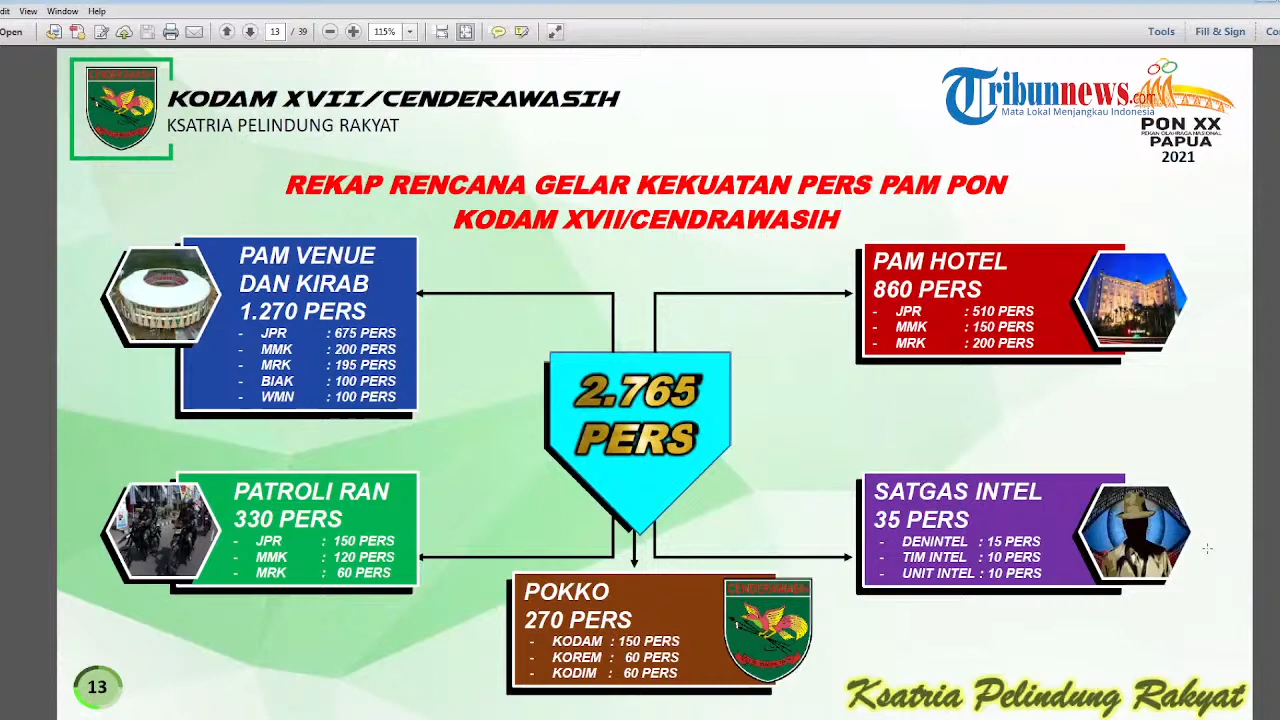 dit View Window Help
Open
13 / 39
115%
Tools
Fill & Sign
Co
CENDERAWASIH
KODAM XVII/CENDERAWASIH
KSATRIA PELINDUNG RAKYAT
Tribunnews.com
Mata Lokal Menjangkau Indonesia
PON XX
PEKAN OLAHRAGA NASIONAL
PAPUA
2021
REKAP RENCANA GELAR KEKUATAN PERS PAM PON
KODAM XVII/CENDRAWASIH
PAM VENUE
DAN KIRAB
1.270 PERS
- JPR : 675 PERS
- MMK : 200 PERS
- MRK : 195 PERS
- BIAK : 100 PERS
- WMN : 100 PERS
PAM HOTEL
860 PERS
- JPR : 510 PERS
- MMK : 150 PERS
- MRK : 200 PERS
2.765
PERS
PATROLI RAN
330 PERS
- JPR : 150 PERS
- MMK : 120 PERS
- MRK : 60 PERS
SATGAS INTEL
35 PERS
- DENINTEL : 15 PERS
- TIM INTEL : 10 PERS
- UNIT INTEL : 10 PERS
POKKO
270 PERS
- KODAM : 150 PERS
- KOREM : 60 PERS
- KODIM : 60 PERS
CENDERAWASIH
13
Ksatria Pelindung Rakyat